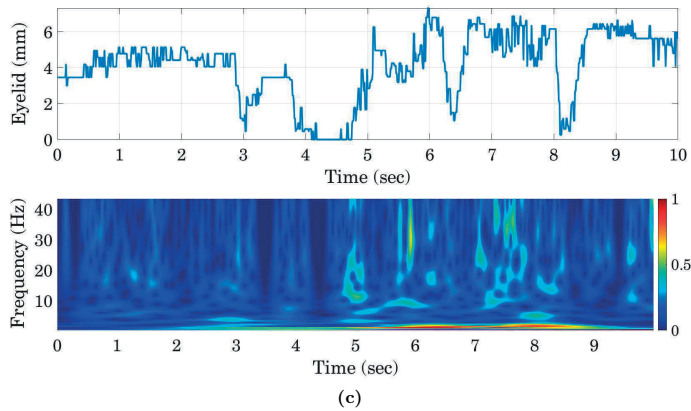 6
4
2
0
Eyelid (mm)
0 1 2 3 4 5 6 7 8 9 10
Time (sec)
40
30
20
10
Frequency (Hz)
1
0.5
0
0 1 2 3 4 5 6 7 8 9
Time (sec)
(c)